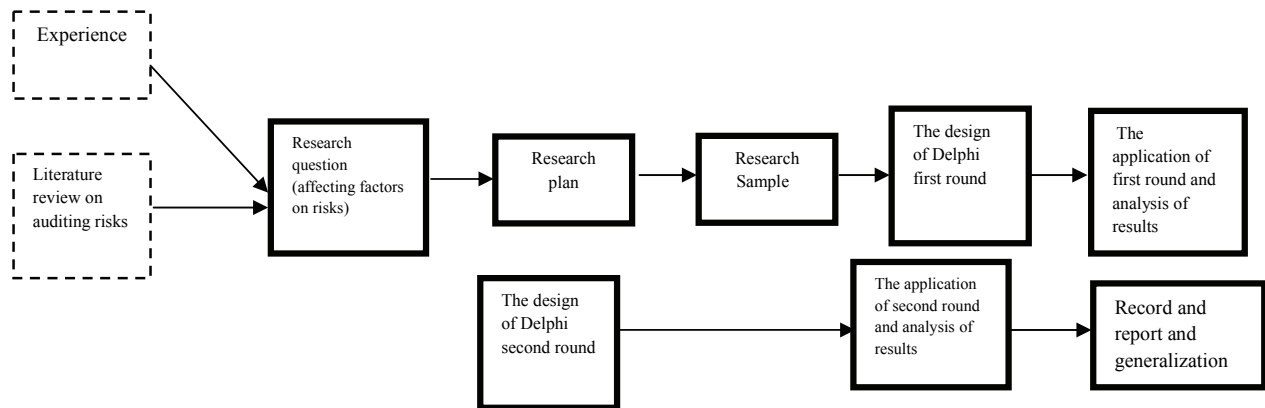 Experience
Literature
review on
auditing risks
Research
question
(affecting factors
on risks)
Research
plan
Research
Sample
The design
of Delphi
first round
The
application of
first round and
analysis of
results
The design
of Delphi
second round
The application
of second round
and analysis of
results
Record and
report and
generalization